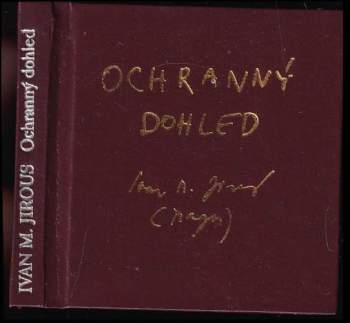 IVAN M. JIROUS Ochranný dohled
OCHRANNÝ
DOHLED
Ivan M. Jirous
(Magor)